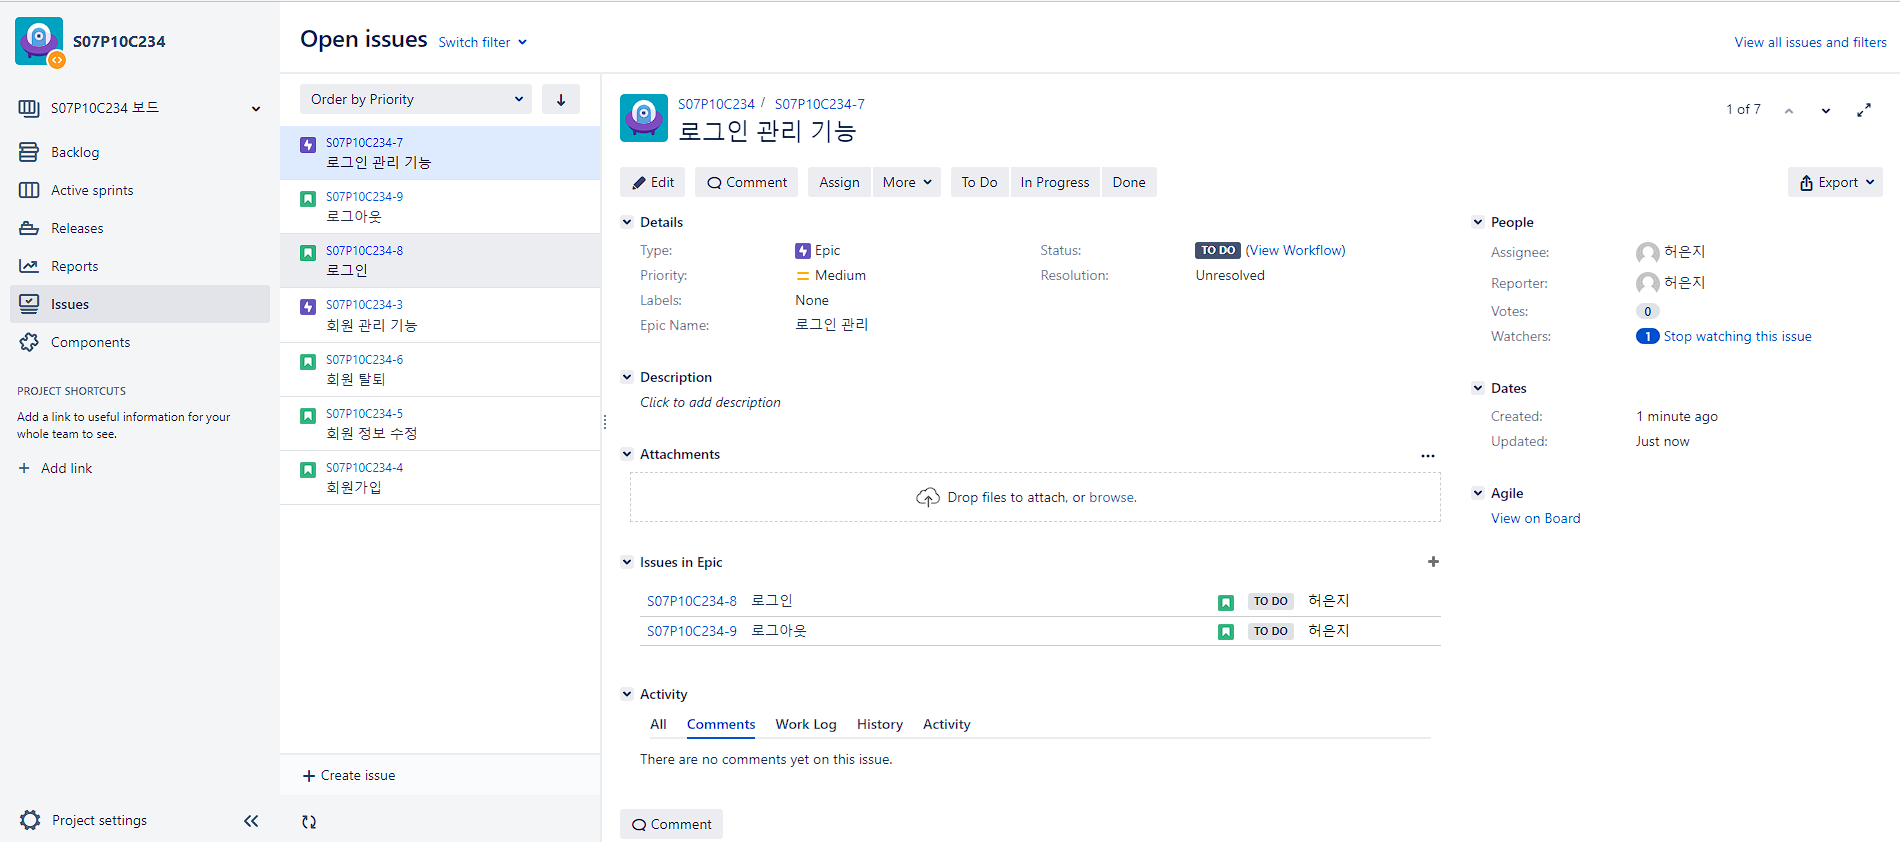 S07P10C234
S07P10C234 보드
Backlog
Active sprints
Releases
Reports
Issues
Components
PROJECT SHORTCUTS
Add a link to useful information for your
whole team to see.
Add link
Project settings
Open issues Switch filter
View all issues and filters
Order by Priority
S07P10C234-7
로그인 관리 기능
S07P10C234-9
로그아웃
S07P10C234-8
로그인
S07P10C234-3
회원 관리 기능
S07P10C234-6
회원 탈퇴
S07P10C234-5
회원 정보 수정
S07P10C234-4
회원가입
Create issue
S07P10C234 / S07P10C234-7
로그인 관리 기능
1 of 7
Edit Comment Assign More To Do In Progress Done Export
Details
Type: Epic
Status: TO DO (View Workflow)
Priority: Medium
Resolution: Unresolved
Labels: None
Epic Name: 로그인 관리
Description
Click to add description
Attachments
Drop files to attach, or browse.
Issues in Epic
S07P10C234-8 로그인 TO DO 허은지
S07P10C234-9 로그아웃 TO DO 허은지
Activity
All Comments Work Log History Activity
There are no comments yet on this issue.
Comment
People
Assignee: 허은지
Reporter: 허은지
Votes: 0
Watchers: 1 Stop watching this issue
Dates
Created: 1 minute ago
Updated: Just now
Agile
View on Board